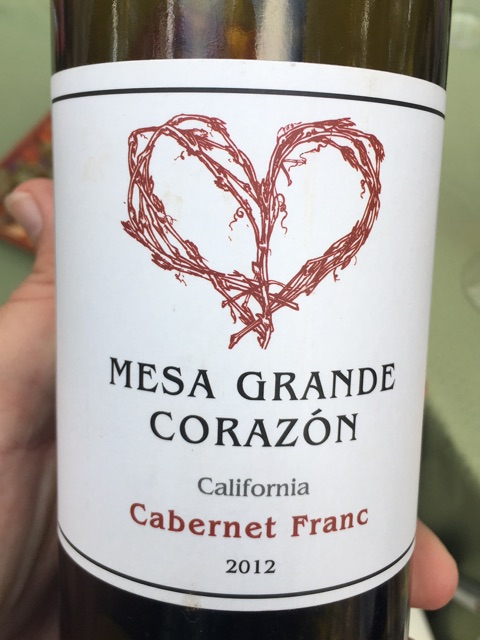 MESA GRANDE
CORAZÓN
California
Cabernet Franc
2012